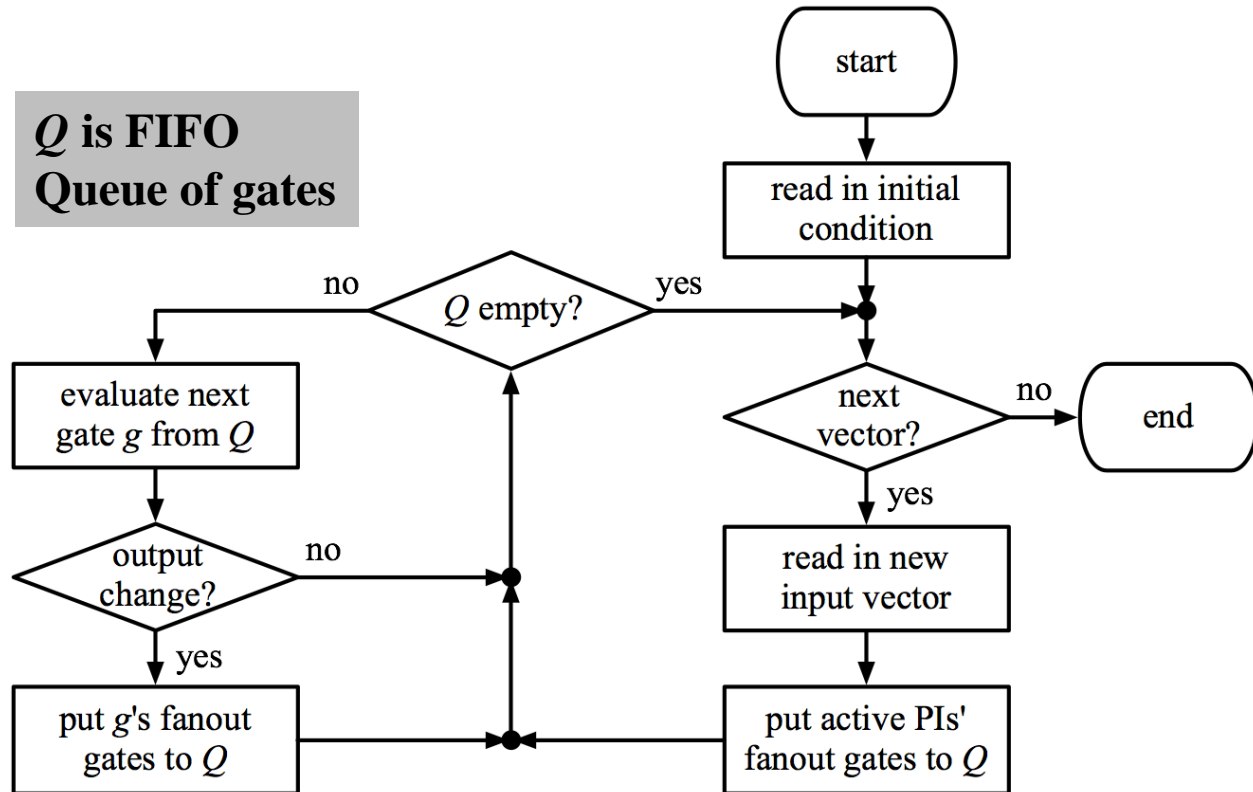 start
Q is FIFO
Queue of gates
read in initial
condition
no
Q empty?
yes
evaluate next
gate g from Q
next
vector?
no
end
yes
output
change?
no
read in new
input vector
yes
put g's fanout
gates to Q
put active PIs'
fanout gates to Q